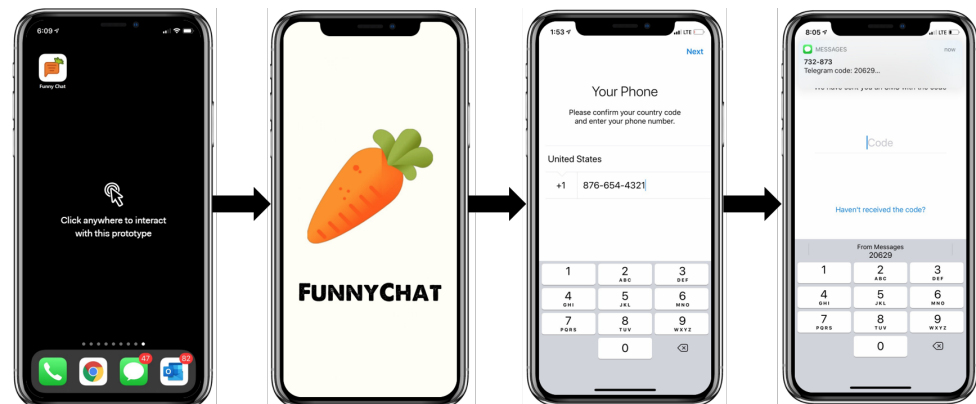 6:09
Funny Chat
Click anywhere to interact
with this prototype
47
82
FUNNYCHAT
1:53
LTE
Next
Your Phone
Please confirm your country code
and enter your phone number.
United States
+1 876-654-4321
1 2 3
ABC DEF
4 5 6
GHI JKL MNO
7 8 9
PQRS TUV WXYZ
0
8:05
LTE
MESSAGES now
732-873
Telegram code: 20629...
Code
Haven't received the code?
From Messages
20629
1 2 3
ABC DEF
4 5 6
GHI JKL MNO
7 8 9
PQRS TUV WXYZ
0